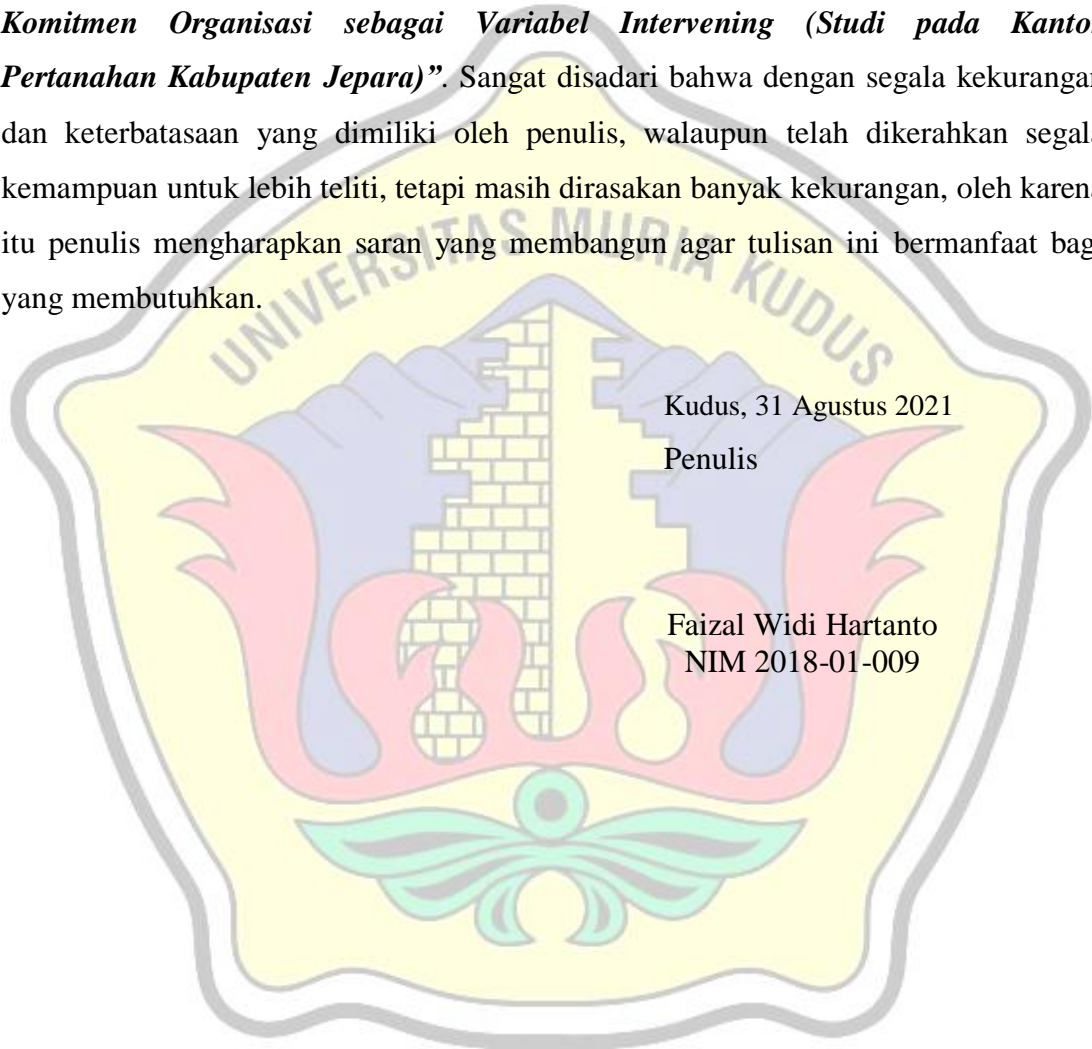 Komitmen Organisasi sebagai Variabel Intervening (Studi pada Kanto
Pertanahan Kabupaten Jepara)”. Sangat disadari bahwa dengan segala kekurangan
dan keterbatasaan yang dimiliki oleh penulis, walaupun telah dikerahkan segala
kemampuan untuk lebih teliti, tetapi masih dirasakan banyak kekurangan, oleh karena
itu penulis mengharapkan saran yang membangun agar tulisan ini bermanfaat bag
yang membutuhkan.
UNIVERSITAS MURIA KUDUS
Kudus, 31 Agustus 2021
Penulis
Faizal Widi Hartanto
NIM 2018-01-009